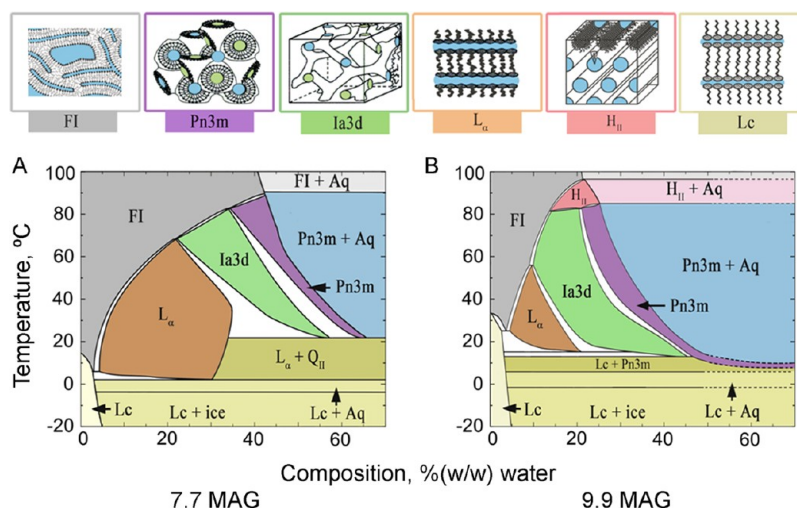 FI
Pn3m
Ia3d
Lα
HII
Lc
A
B
100
80
60
40
20
0
-20
Temperature, ºC
FI
FI + Aq
Pn3m + Aq
Ia3d
Pn3m
Lα
Lα + QII
Lc
Lc + ice
Lc + Aq
0
20
40
60
100
80
60
40
20
0
-20
FI
HII
HII + Aq
Pn3m + Aq
Ia3d
Pn3m
Lα
Lc + Pn3m
Lc
Lc + ice
Lc + Aq
0
20
40
60
Composition, %(w/w) water
7.7 MAG
9.9 MAG